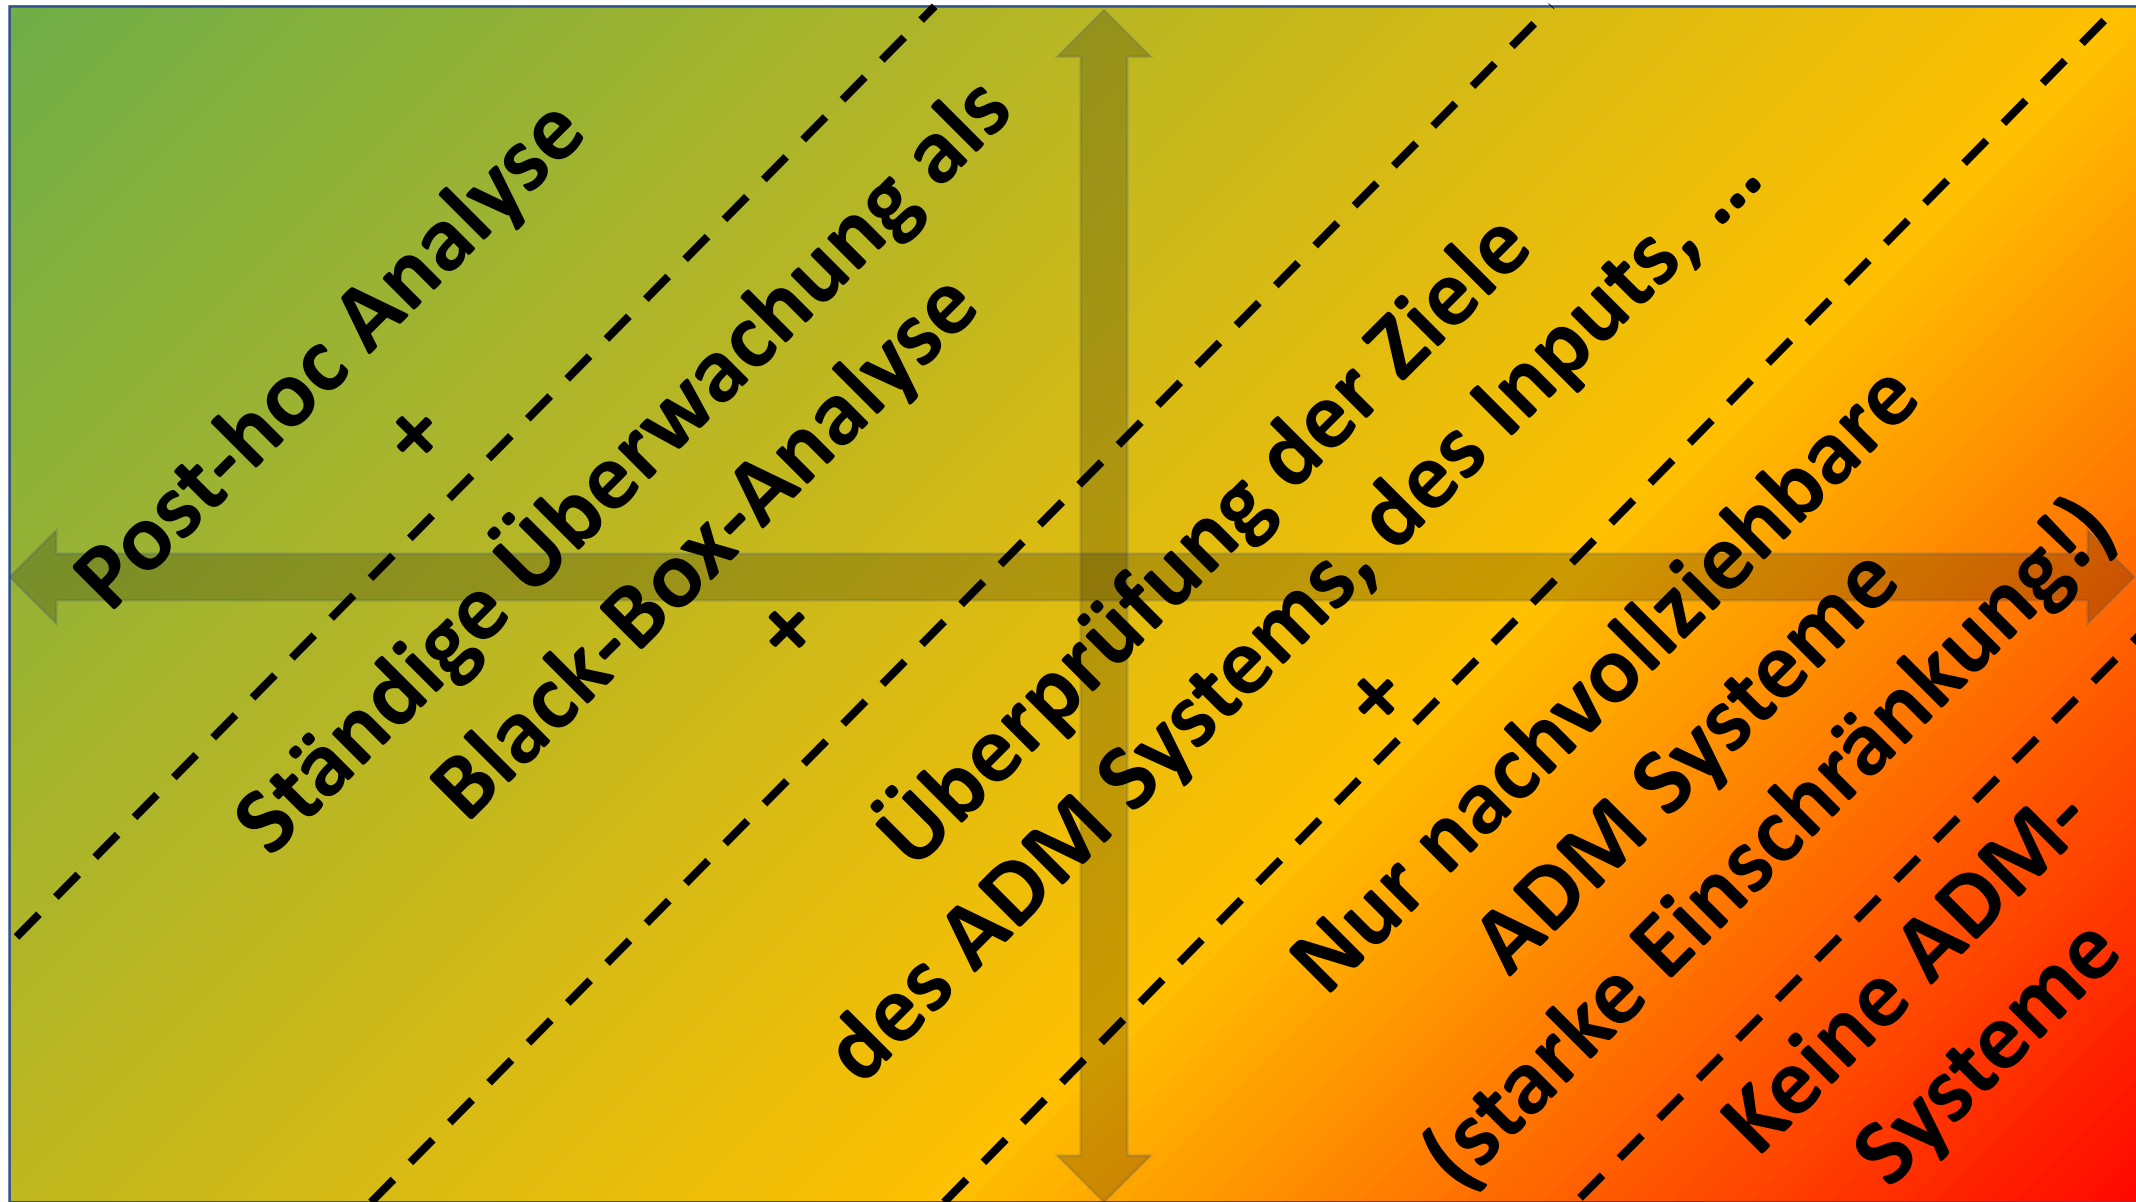 Post-hoc Analyse
+
Ständige Überwachung als
Black-Box-Analyse
+
Überprüfung der Ziele
des ADM Systems, des Inputs, …
+
Nur nachvollziehbare
ADM Systeme
(starke Einschränkung!)
Keine ADM-
Systeme